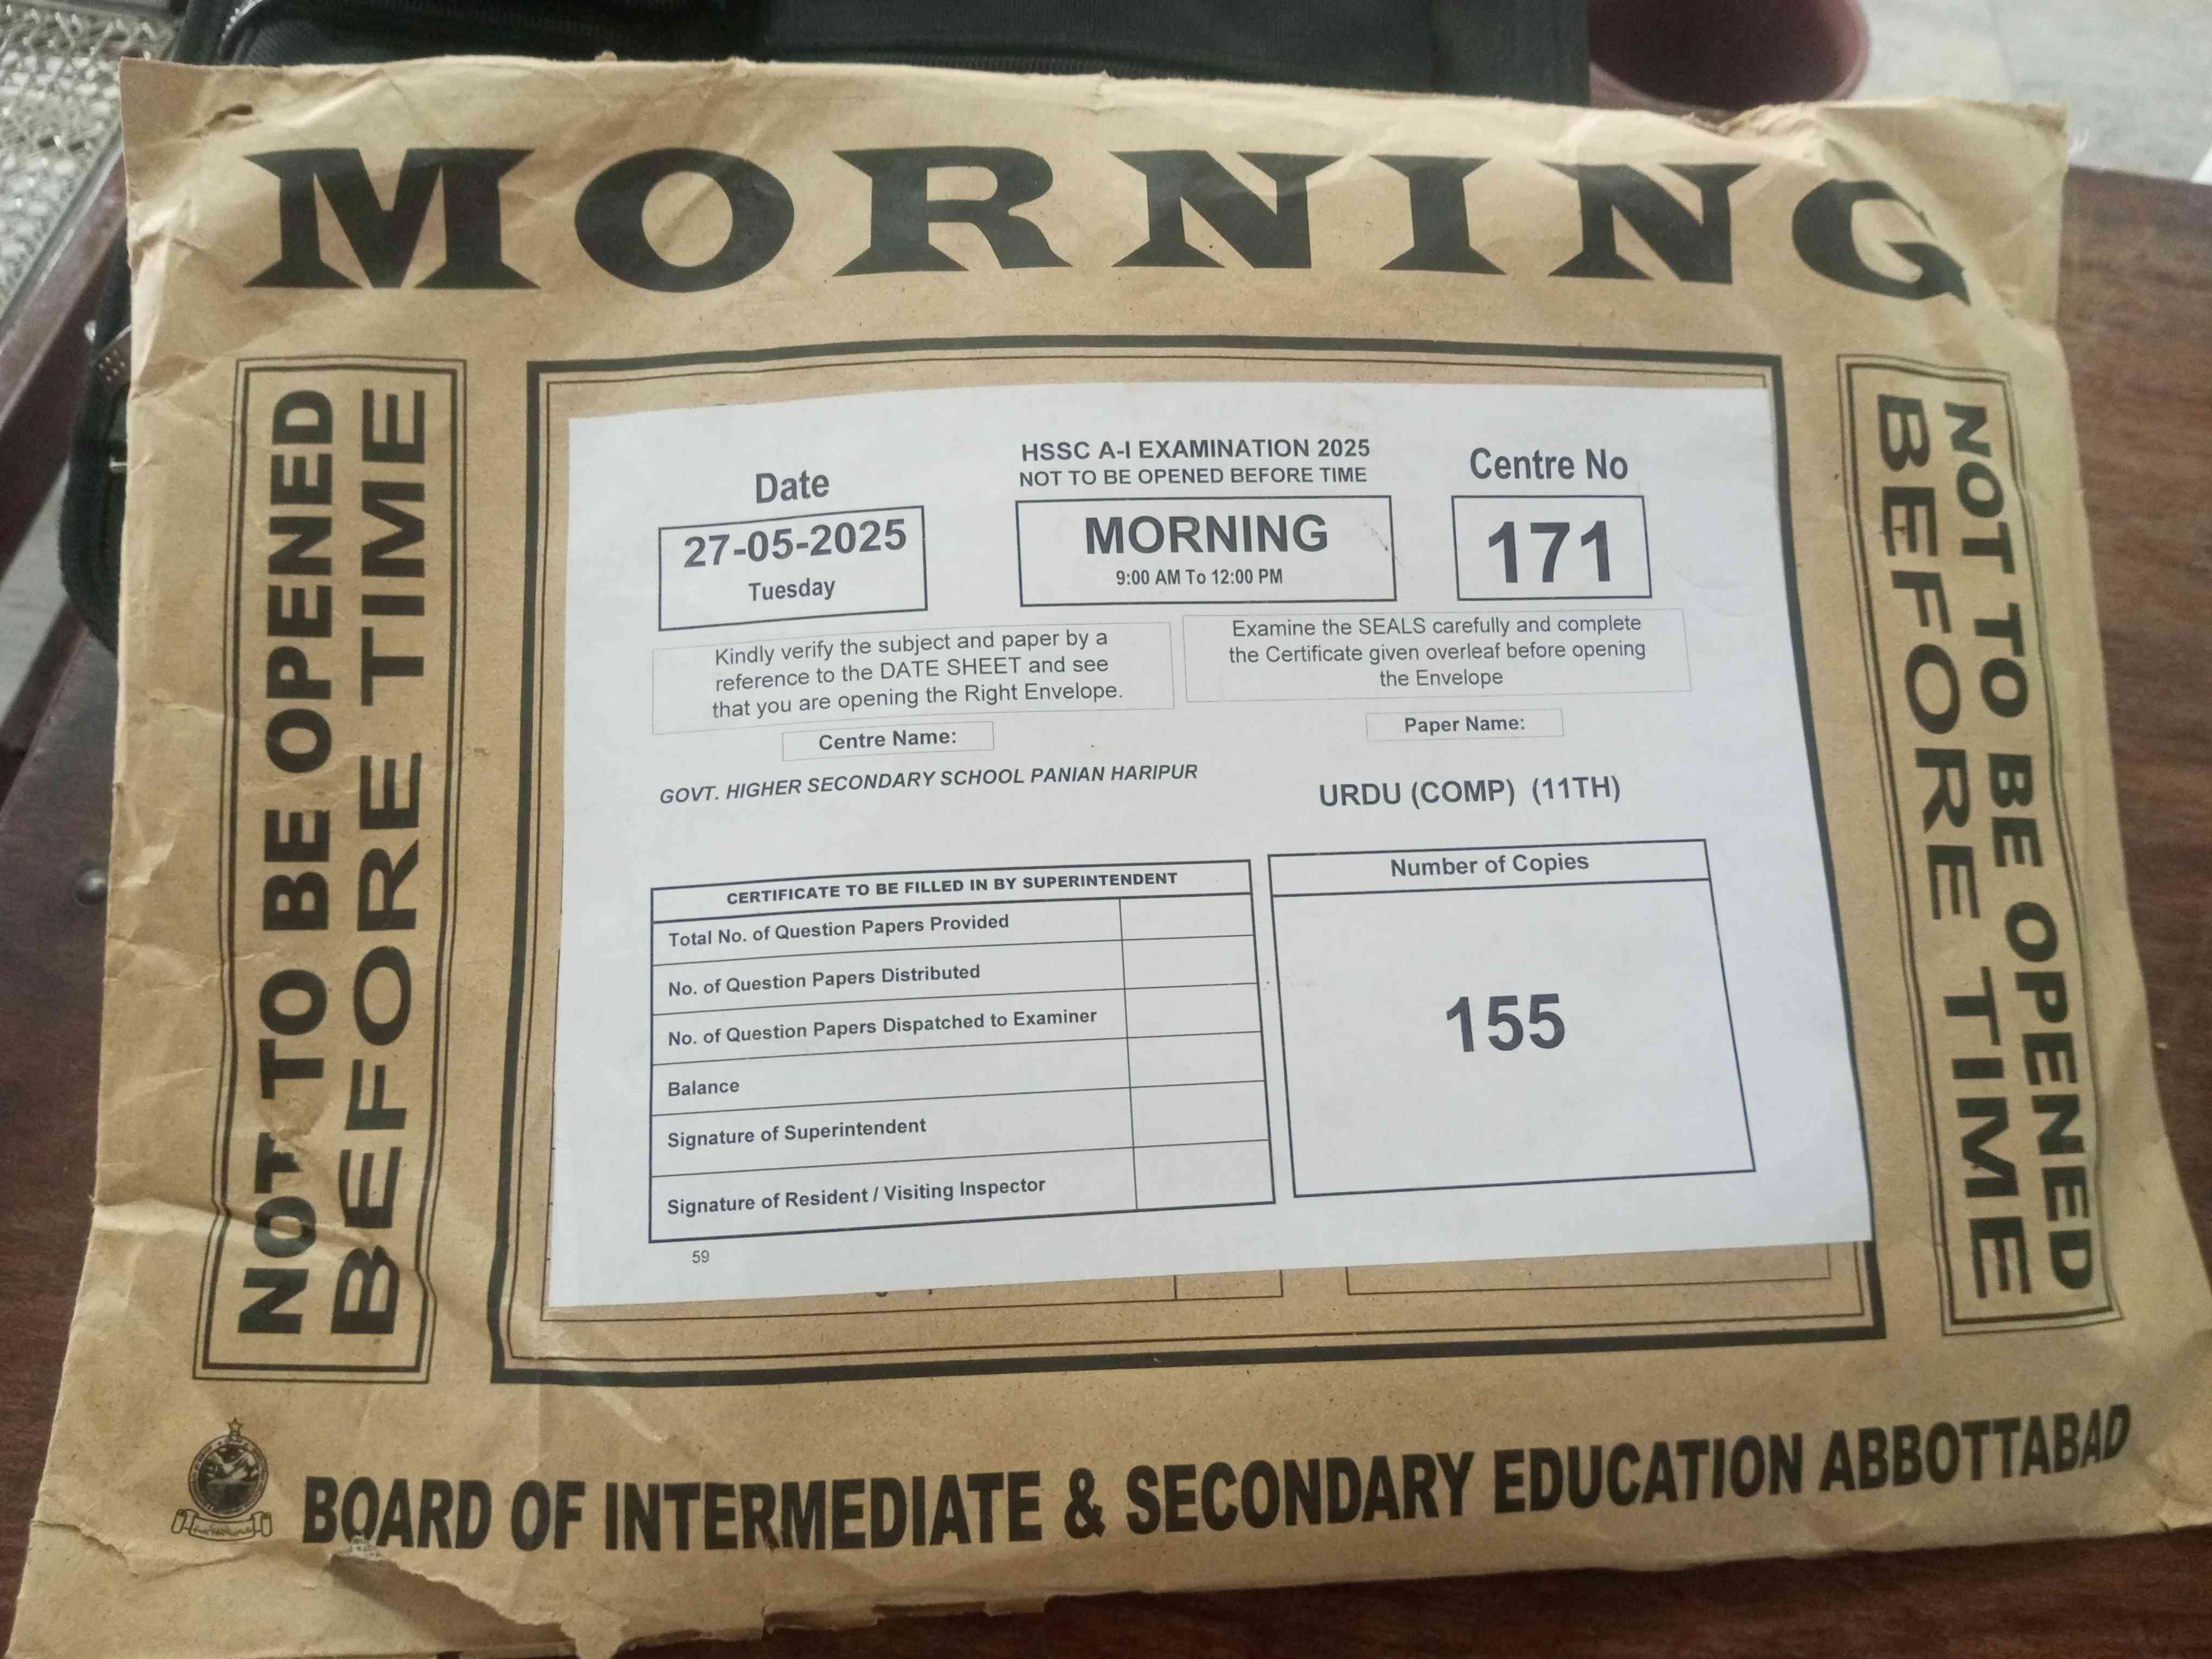 MORNING
NOT TO BE OPENED
BEFORE TIME
HSSC A-I EXAMINATION 2025
NOT TO BE OPENED BEFORE TIME
Date
27-05-2025
Tuesday
MORNING
9:00 AM To 12:00 PM
Centre No
171
Kindly verify the subject and paper by a
reference to the DATE SHEET and see
that you are opening the Right Envelope.
Examine the SEALS carefully and complete
the Certificate given overleaf before opening
the Envelope
Centre Name:
GOVT. HIGHER SECONDARY SCHOOL PANIAN HARIPUR
Paper Name:
URDU (COMP) (11TH)
CERTIFICATE TO BE FILLED IN BY SUPERINTENDENT
Total No. of Question Papers Provided
No. of Question Papers Distributed
No. of Question Papers Dispatched to Examiner
Balance
Signature of Superintendent
Signature of Resident / Visiting Inspector
Number of Copies
155
59
NOT TO BE OPENED
BEFORE TIME
BOARD OF INTERMEDIATE & SECONDARY EDUCATION ABBOTTABAD